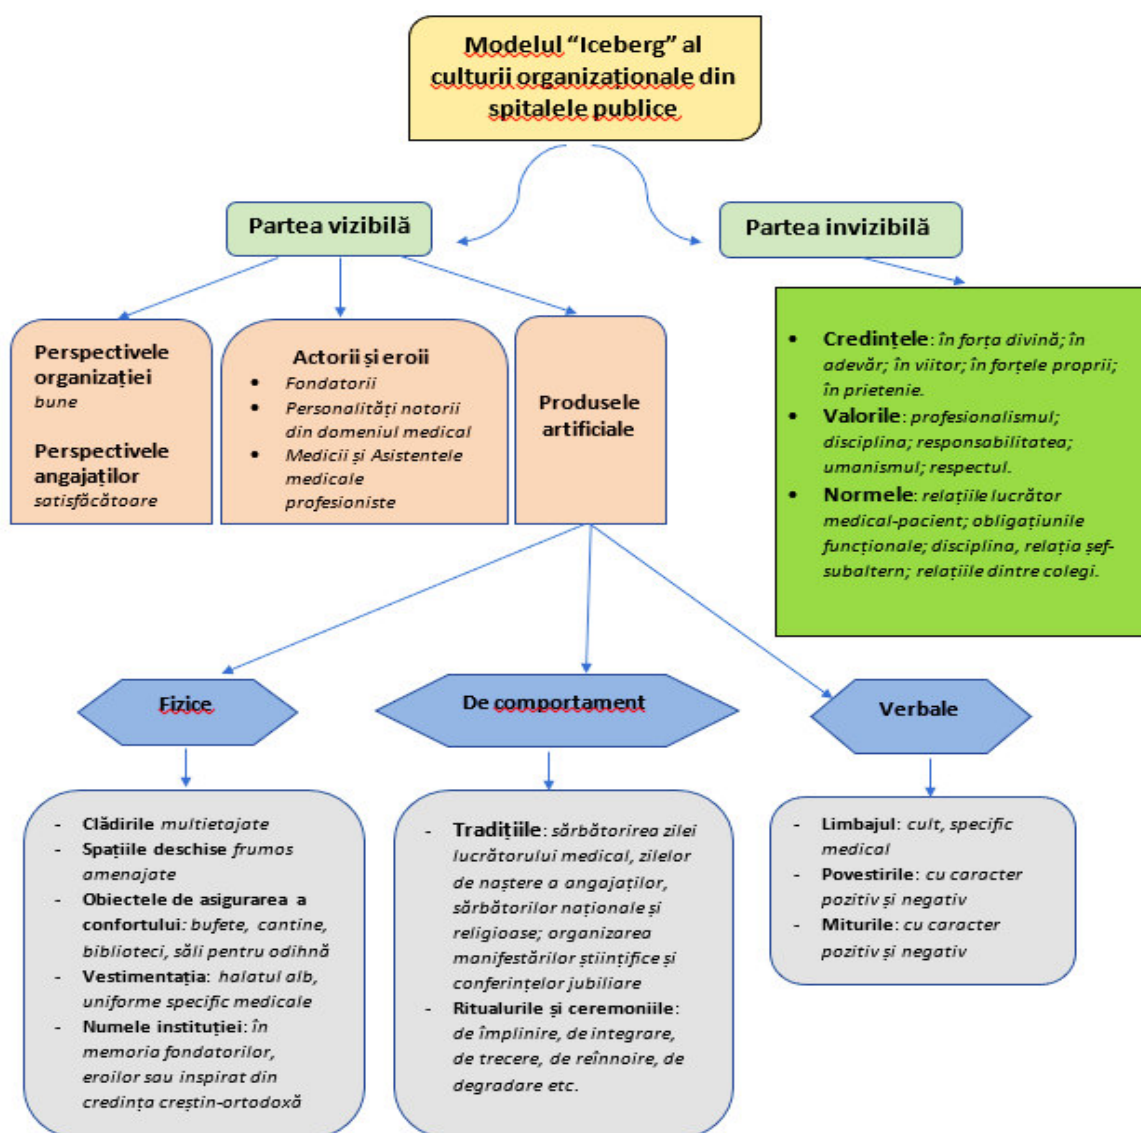 Modelul “Iceberg” al
culturii organizaționale din
spitalele publice
Partea vizibilă
Partea invizibilă
Perspectivele
organizației
bune
Perspectivele
angajaților
satisfăcătoare
Actorii și eroii
• Fondatorii
• Personalități notorii
din domeniul medical
• Medicii și Asistentele
medicale
profesioniste
Produsele
artificiale
• Credințele: în forța divină; în
adevăr; în viitor; în forțele proprii;
în prietenie.
• Valorile: profesionalismul;
disciplina; responsabilitatea;
umanismul; respectul.
• Normele: relațiile lucrător
medical-pacient; obligațiunile
funcționale; disciplina, relația șef-
subaltern; relațiile dintre colegi.
Fizice
De comportament
Verbale
- Clădirile multietajate
- Spațiile deschise frumos
amenajate
- Obiectele de asigurarea a
confortului: bufete, cantine,
biblioteci, săli pentru odihnă
- Vestimentația: halatul alb,
uniforme specific medicale
- Numele instituției: în
memoria fondatorilor,
eroilor sau inspirat din
credința creștin-ortodoxă
- Tradițiile: sărbătorirea zilei
lucrătorului medical, zilelor
de naștere a angajaților,
sărbătorilor naționale și
religioase; organizarea
manifestărilor științifice și
conferințelor jubiliare
- Ritualurile și ceremoniile:
de împlinire, de integrare,
de trecere, de reînnoire, de
degradare etc.
- Limbajul: cult, specific
medical
- Povestirile: cu caracter
pozitiv și negativ
- Miturile: cu caracter
pozitiv și negativ